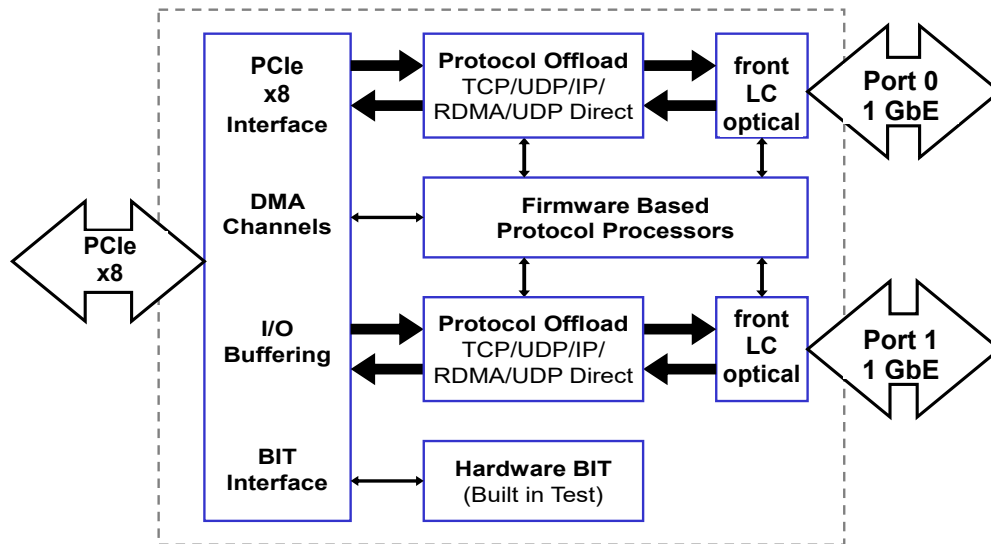 PCIe
x8
PCIe
x8
Interface
DMA
Channels
I/O
Buffering
BIT
Interface
Protocol Offload
TCP/UDP/IP/
RDMA/UDP Direct
front
LC
optical
Port 0
1 GbE
Firmware Based
Protocol Processors
Protocol Offload
TCP/UDP/IP/
RDMA/UDP Direct
front
LC
optical
Port 1
1 GbE
Hardware BIT
(Built in Test)